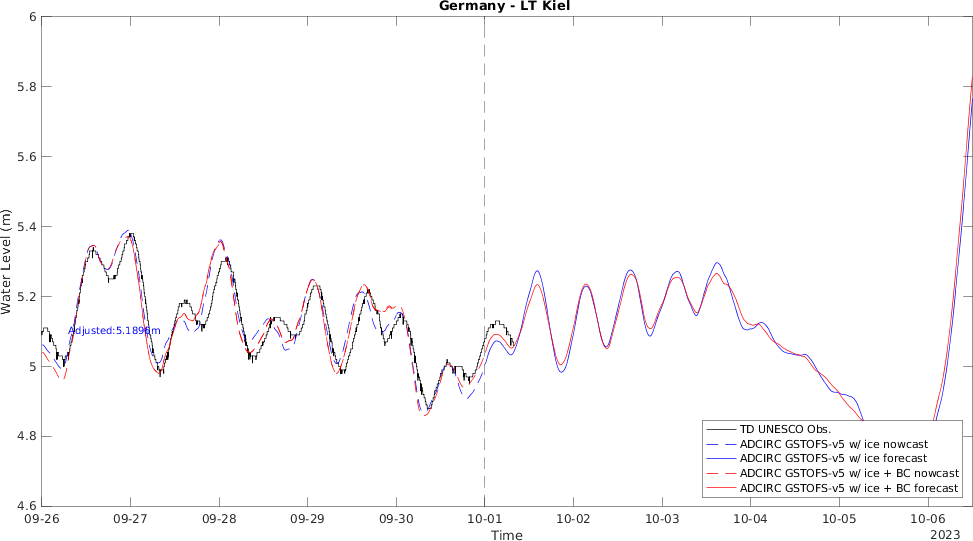 Germany - LT Kiel
6
5.8
5.6
5.4
5.2
5
4.8
4.6
Water Level (m)
Adjusted:5.1896m
TD UNESCO Obs.
ADCIRC GSTOFS-v5 w/ ice nowcast
ADCIRC GSTOFS-v5 w/ ice forecast
ADCIRC GSTOFS-v5 w/ ice + BC nowcast
ADCIRC GSTOFS-v5 w/ ice + BC forecast
09-26 09-27 09-28 09-29 09-30 10-01 10-02 10-03 10-04 10-05 10-06
Time
2023